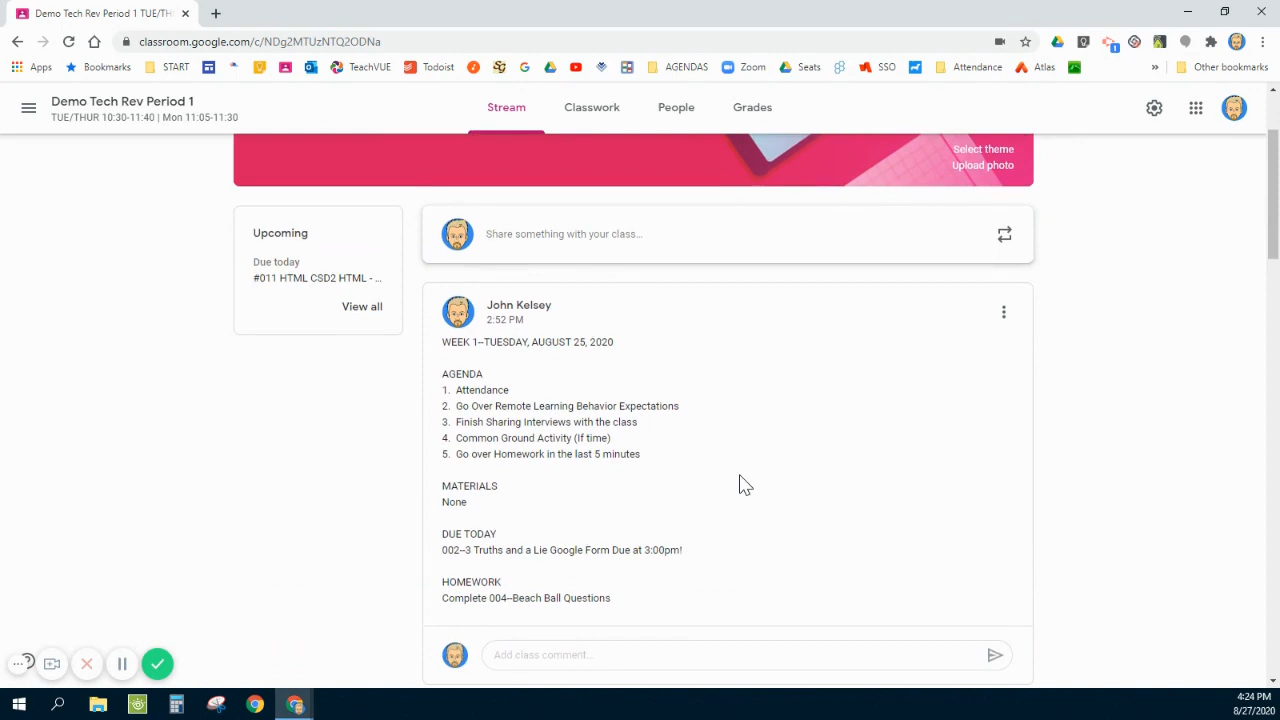 Demo Tech Rev Period 1 TUE/TH
classroom.google.com/c/NDg2MTUzNTQ2ODNa
Apps
Bookmarks
START
TeachVUE
Todoist
AGENDAS
Zoom
Seats
SSO
Attendance
Atlas
»
Other bookmarks
Demo Tech Rev Period 1
TUE/THUR 10:30-11:40 | Mon 11:05-11:30
Stream
Classwork
People
Grades
Select theme
Upload photo
Upcoming
Due today
#011 HTML CSD2 HTML - ...
View all
Share something with your class...
John Kelsey
2:52 PM
WEEK 1--TUESDAY, AUGUST 25, 2020
AGENDA
1. Attendance
2. Go Over Remote Learning Behavior Expectations
3. Finish Sharing Interviews with the class
4. Common Ground Activity (If time)
5. Go over Homework in the last 5 minutes
MATERIALS
None
DUE TODAY
002--3 Truths and a Lie Google Form Due at 3:00pm!
HOMEWORK
Complete 004--Beach Ball Questions
Add class comment...
4:24 PM
8/27/2020